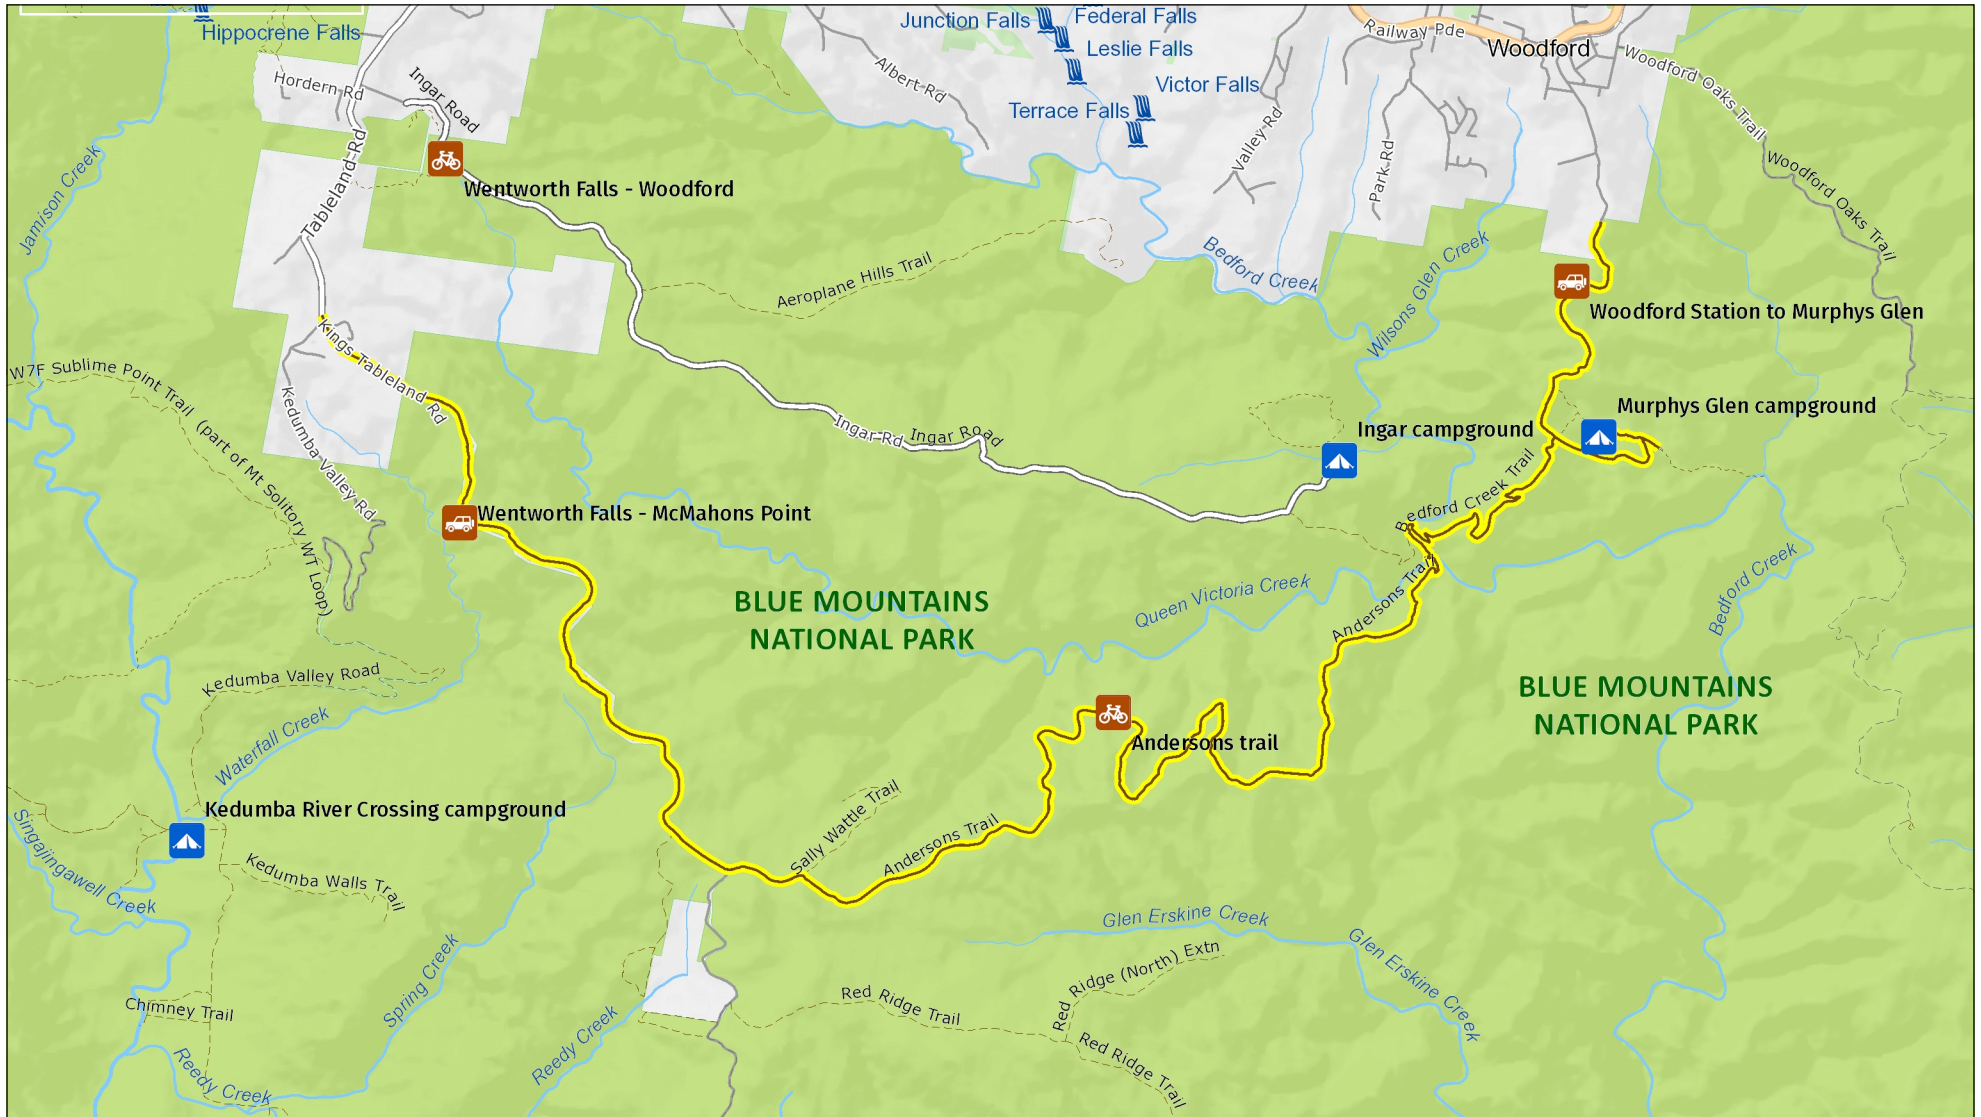 Hippocrene Falls
Junction Falls
Federal Falls
Leslie Falls
Victor Falls
Terrace Falls
Railway Pde
Woodford
Woodford Oaks Trail
Woodford Oaks Trail
Hordern Rd
Ingar Road
Albert Rd
Valley Rd
Park Rd
Jamison Creek
Tableland Rd
Wentworth Falls - Woodford
Bedford Creek
Wilsons Glen Creek
Aeroplane Hills Trail
Woodford Station to Murphys Glen
Kings Tableland Rd
W7F Sublime Point Trail (part of Mt Solitory WT Loop)
Kedumba Valley Rd
Murphys Glen campground
Ingar campground
Ingar Rd
Ingar Road
Bedford Creek Trail
Wentworth Falls - McMahons Point
Andersons Trail
Queen Victoria Creek
Bedford Creek
BLUE MOUNTAINS
NATIONAL PARK
BLUE MOUNTAINS
NATIONAL PARK
Kedumba Valley Road
Waterfall Creek
Andersons trail
Kedumba River Crossing campground
Sally Wattle Trail
Andersons Trail
Singajingawell Creek
Kedumba Walls Trail
Glen Erskine Creek
Glen Erskine Creek
Spring Creek
Red Ridge (North) Extn
Red Ridge Trail
Chimney Trail
Reedy Creek
Reedy Creek
Red Ridge Trail